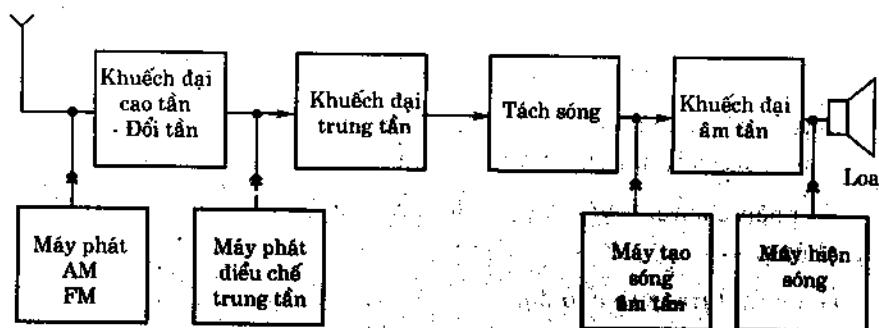 Khuếch đại
cao tần
- Đổi tần
Khuếch đại
trung tần
Tách sóng
Khuếch đại
âm tần
Loa
Máy phát
AM
FM
Máy phát
điều chế
trung tần
Máy tạo
sóng
âm tần
Máy hiện
sóng